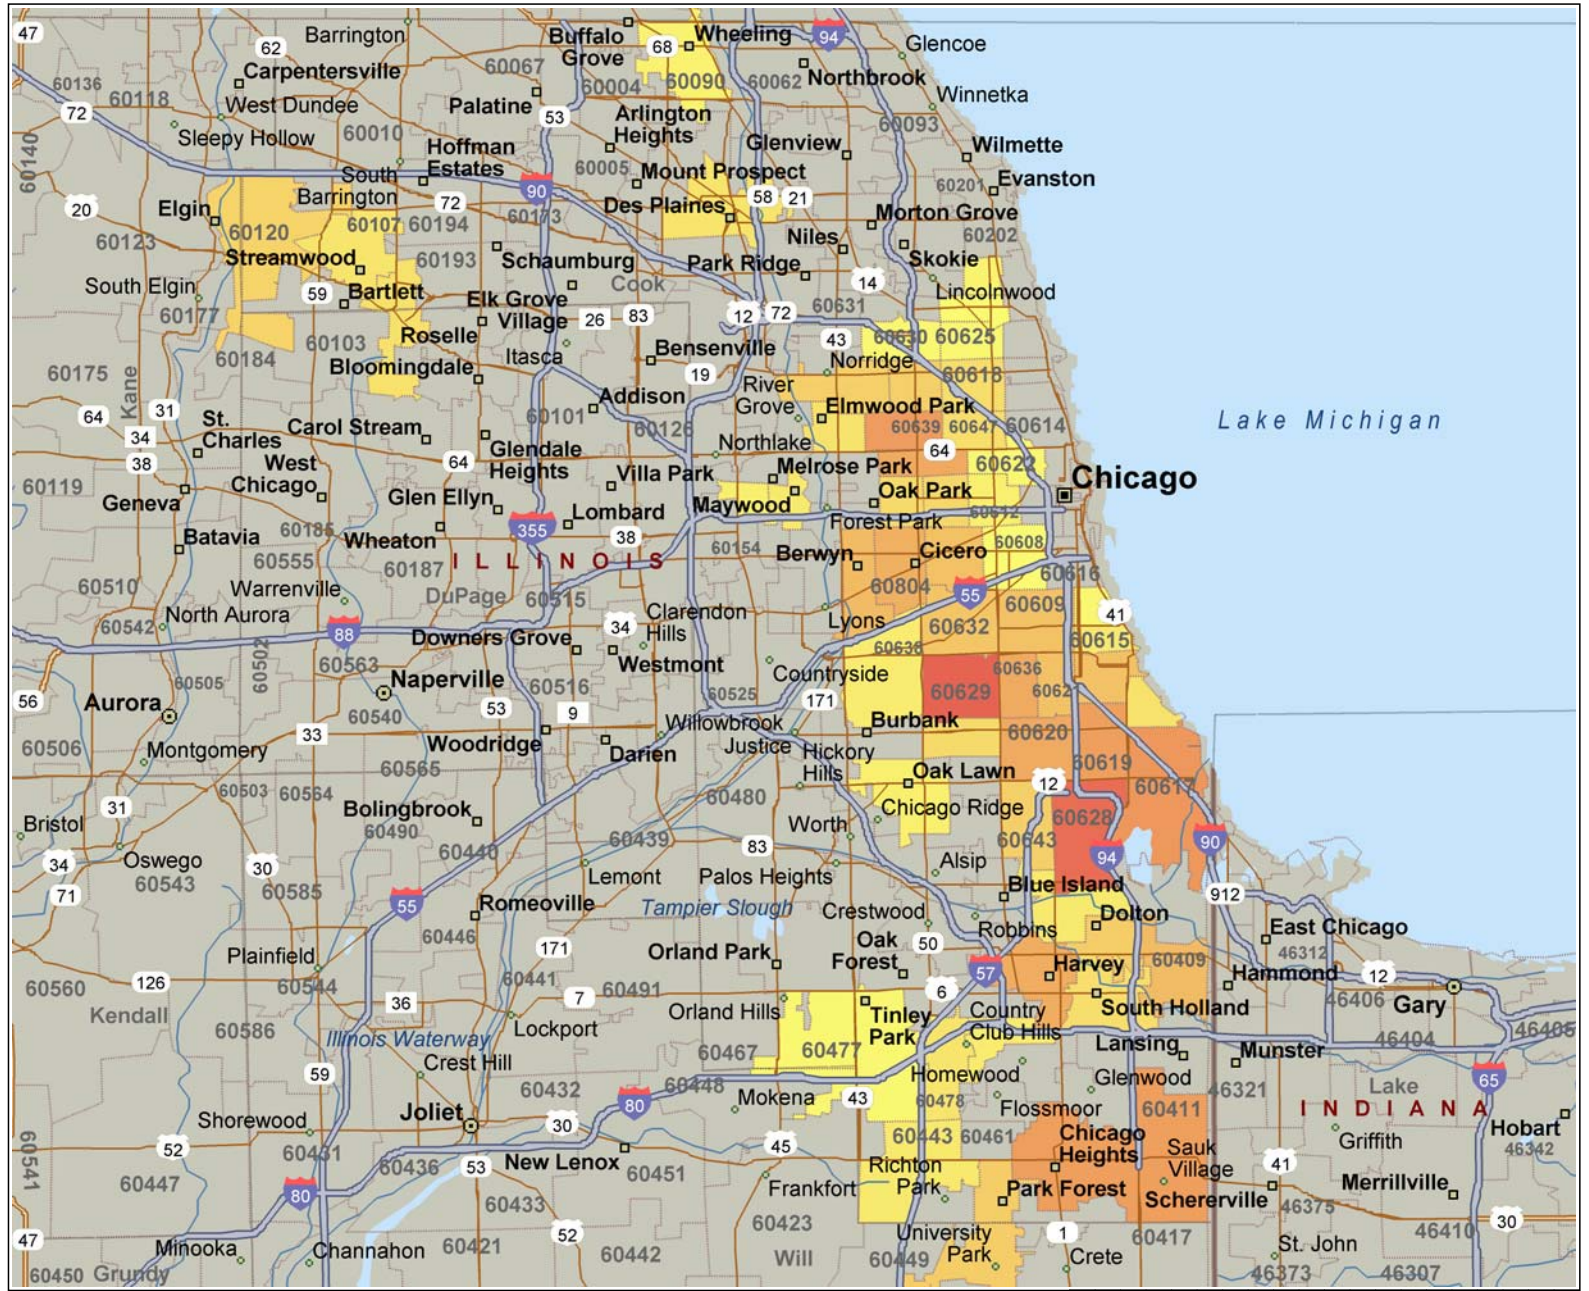 47
62
Barrington
Buffalo
Grove
68
Wheeling
94
Glencoe
60136
60118
Carpentersville
60067
60004
60090
60062
Northbrook
72
West Dundee
Palatine
53
Arlington
Heights
Winnetka
Sleepy Hollow
60010
Hoffman
Estates
Glenview
60093
Wilmette
60140
South
Barrington
90
60005
Mount Prospect
60201
Evanston
20
Elgin
72
60173
Des Plaines
58
21
Morton Grove
60123
60120
60107
60194
Niles
60202
Streamwood
60193
Schaumburg
Park Ridge
Skokie
South Elgin
59
Bartlett
Elk Grove
Village
Cook
14
Lincolnwood
60177
26
83
12
72
60631
60103
Roselle
43
60630
60625
60184
Itasca
Bensenville
Norridge
60175
Kane
Bloomingdale
19
River
Grove
60618
64
31
Addison
Elmwood Park
34
St.
Charles
Carol Stream
60101
60126
60639
60647
60614
38
West
Chicago
64
Glendale
Heights
Northlake
64
60622
60119
Geneva
Glen Ellyn
Villa Park
Melrose Park
Chicago
Lake Michigan
Maywood
Oak Park
Batavia
60185
Wheaton
355
Lombard
38
Forest Park
60612
60555
60187
ILLINOIS
60154
Berwyn
Cicero
60608
60510
Warrenville
DuPage
60515
60804
55
60616
60542
North Aurora
88
34
Clarendon
Hills
Lyons
60609
41
60502
60563
Downers Grove
Westmont
60638
60632
60615
56
60505
Naperville
60516
60525
Countryside
60629
60636
60621
Aurora
60540
53
9
171
Burbank
60506
33
Woodridge
Darien
Willowbrook
Justice
Hickory
Hills
60620
Montgomery
60565
Oak Lawn
12
60619
60617
60503
60564
60480
31
Bolingbrook
Chicago Ridge
60628
Bristol
60490
60439
Worth
60643
34
Oswego
30
60440
83
Alsip
94
90
71
60543
60585
55
Lemont
Palos Heights
Blue Island
912
Romeoville
Tampier Slough
Crestwood
Dolton
60446
171
Orland Park
Oak
Forest
50
Robbins
East Chicago
Plainfield
57
Harvey
60409
46312
60560
126
60544
60441
60491
Hammond
12
Kendall
36
7
6
South Holland
46406
Gary
60586
Illinois Waterway
Lockport
Orland Hills
Tinley
Park
Country
Club Hills
46404
46405
59
Crest Hill
60467
60477
Lansing
Munster
60432
80
60448
Homewood
Glenwood
46321
Lake
65
Shorewood
Joliet
30
Mokena
43
60478
Flossmoor
60411
INDIANA
60541
52
60431
60436
53
New Lenox
60451
45
60443
60461
Chicago
Heights
Sauk
Village
41
Griffith
Hobart
46342
60447
80
60433
Frankfort
Richton
Park
Park Forest
Schererville
Merrillville
46375
47
52
60423
University
Park
1
60417
46410
30
Minooka
Channahon
60421
60442
Will
60449
Crete
St. John
60450
Grundy
46373
46307